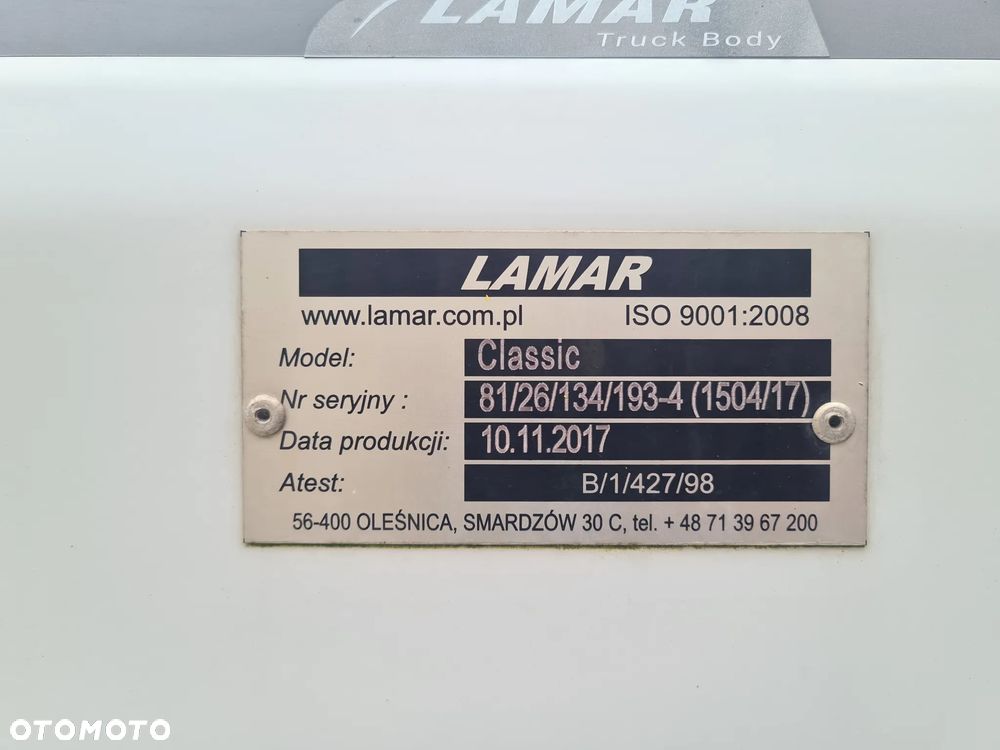 LAMAR
Truck Body
LAMAR
www.lamar.com.pl ISO 9001:2008
Model: Classic
Nr seryjny : 81/26/134/193-4 (1504/17)
Data produkcji: 10.11.2017
Atest: B/1/427/98
56-400 OLEŚNICA, SMARDZÓW 30 C, tel. + 48 71 39 67 200
OTOMOTO